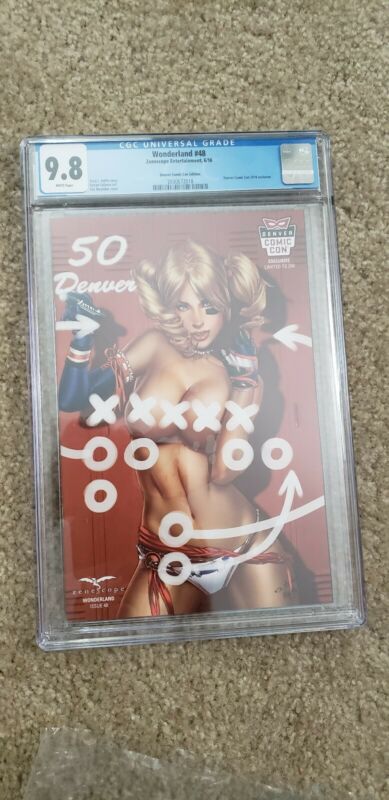 CGC UNIVERSAL GRADE
9.8
WHITE Pages
Wonderland #48
Zenescope Entertainment, 6/16
Denver Comic Con Edition.
Denver Comic Con 2016 exclusive
50
Denver
DENVER
COMIC
CON
EXCLUSIVE
LIMITED TO 250
X X X X X
zenescope
WONDERLAND
ISSUE 48